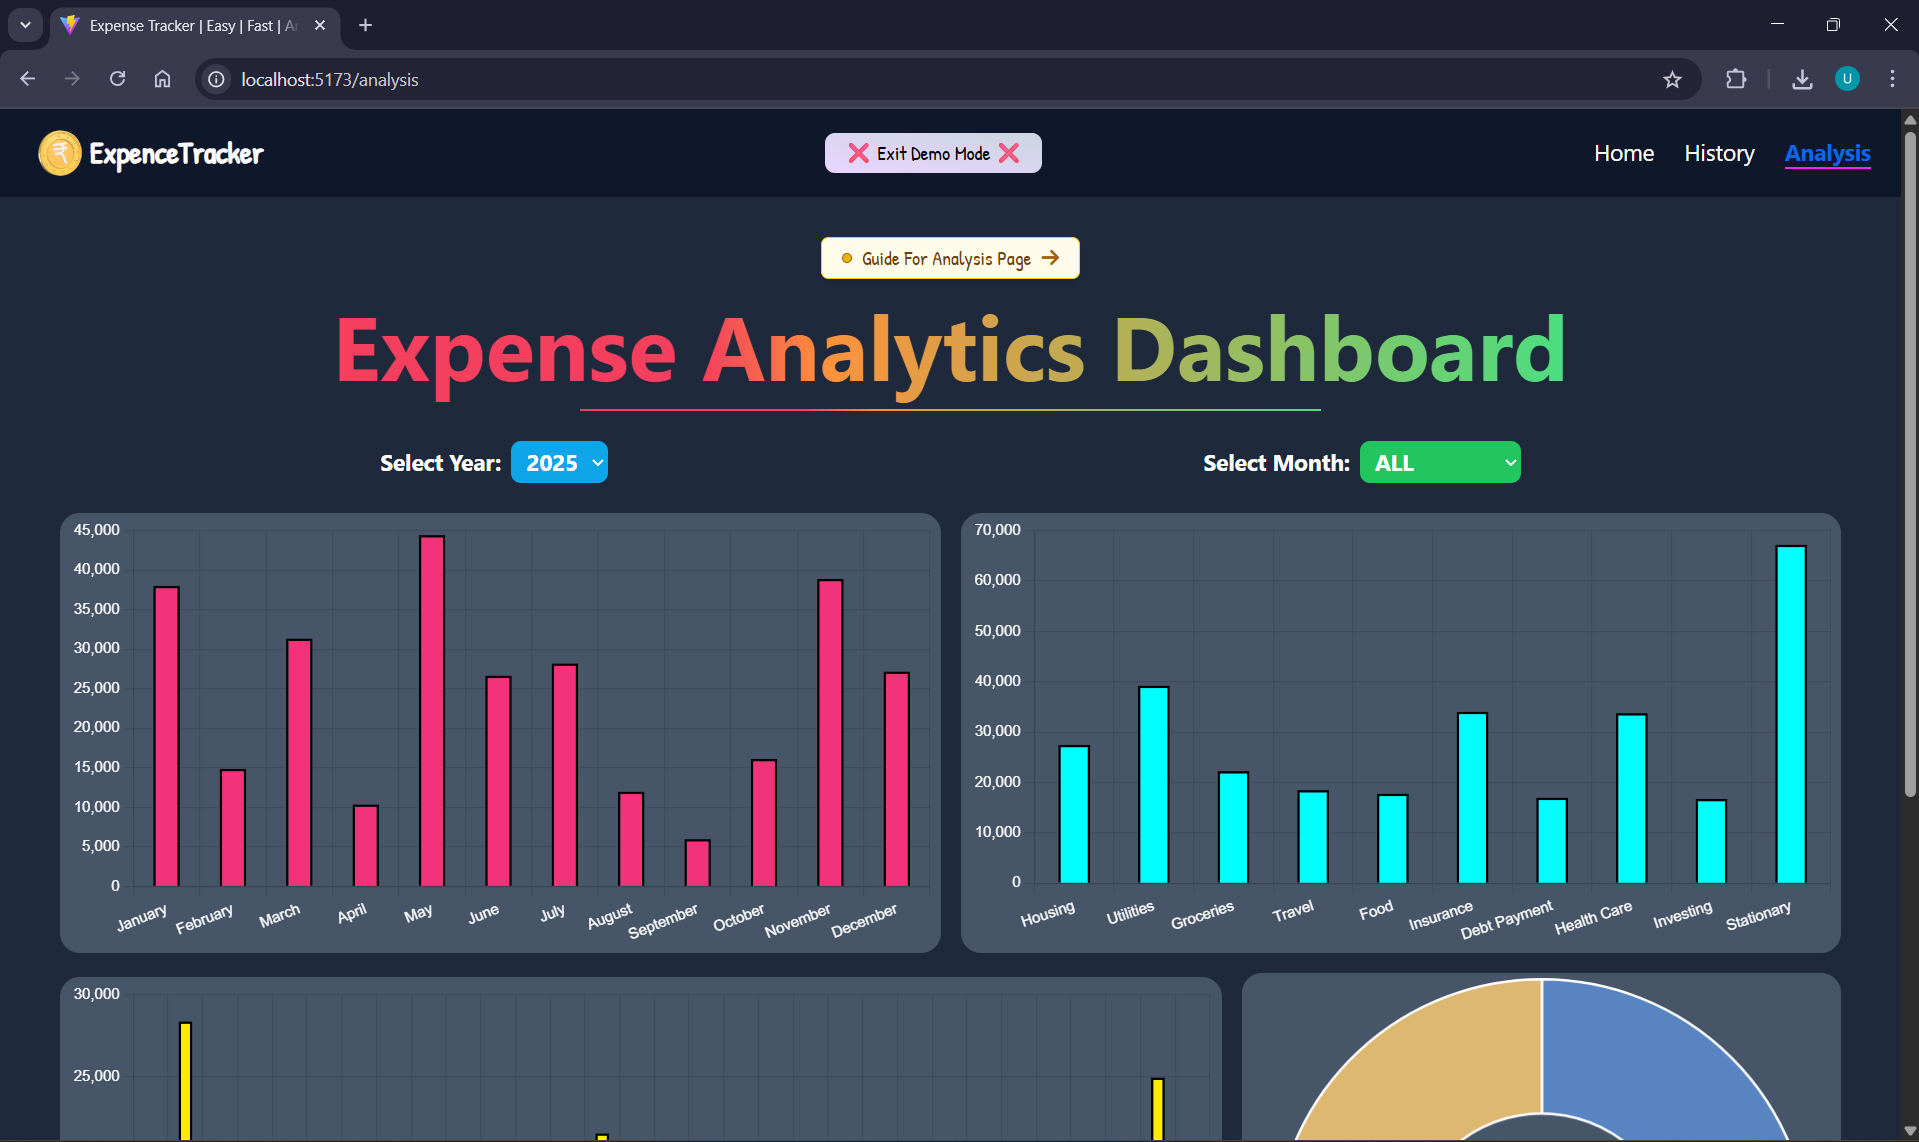 Expense Tracker | Easy | Fast | Ar
localhost:5173/analysis
U
₹ ExpenceTracker
❌ Exit Demo Mode ❌
Home
History
Analysis
Guide For Analysis Page →
Expense Analytics Dashboard
Select Year: 2025
Select Month: ALL
45,000
40,000
35,000
30,000
25,000
20,000
15,000
10,000
5,000
0
January
February
March
April
May
June
July
August
September
October
November
December
70,000
60,000
50,000
40,000
30,000
20,000
10,000
0
Housing
Utilities
Groceries
Travel
Food
Insurance
Debt Payment
Health Care
Investing
Stationary
30,000
25,000